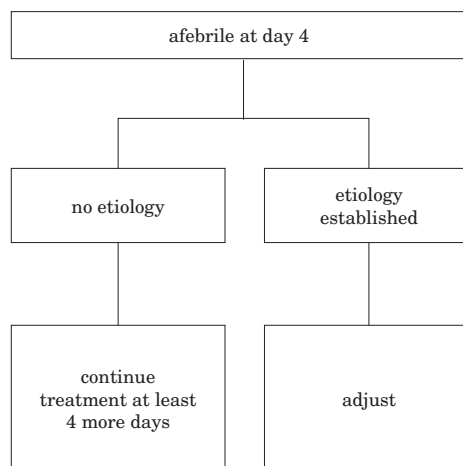 afebrile at day 4
no etiology
etiology
established
continue
treatment at least
4 more days
adjust